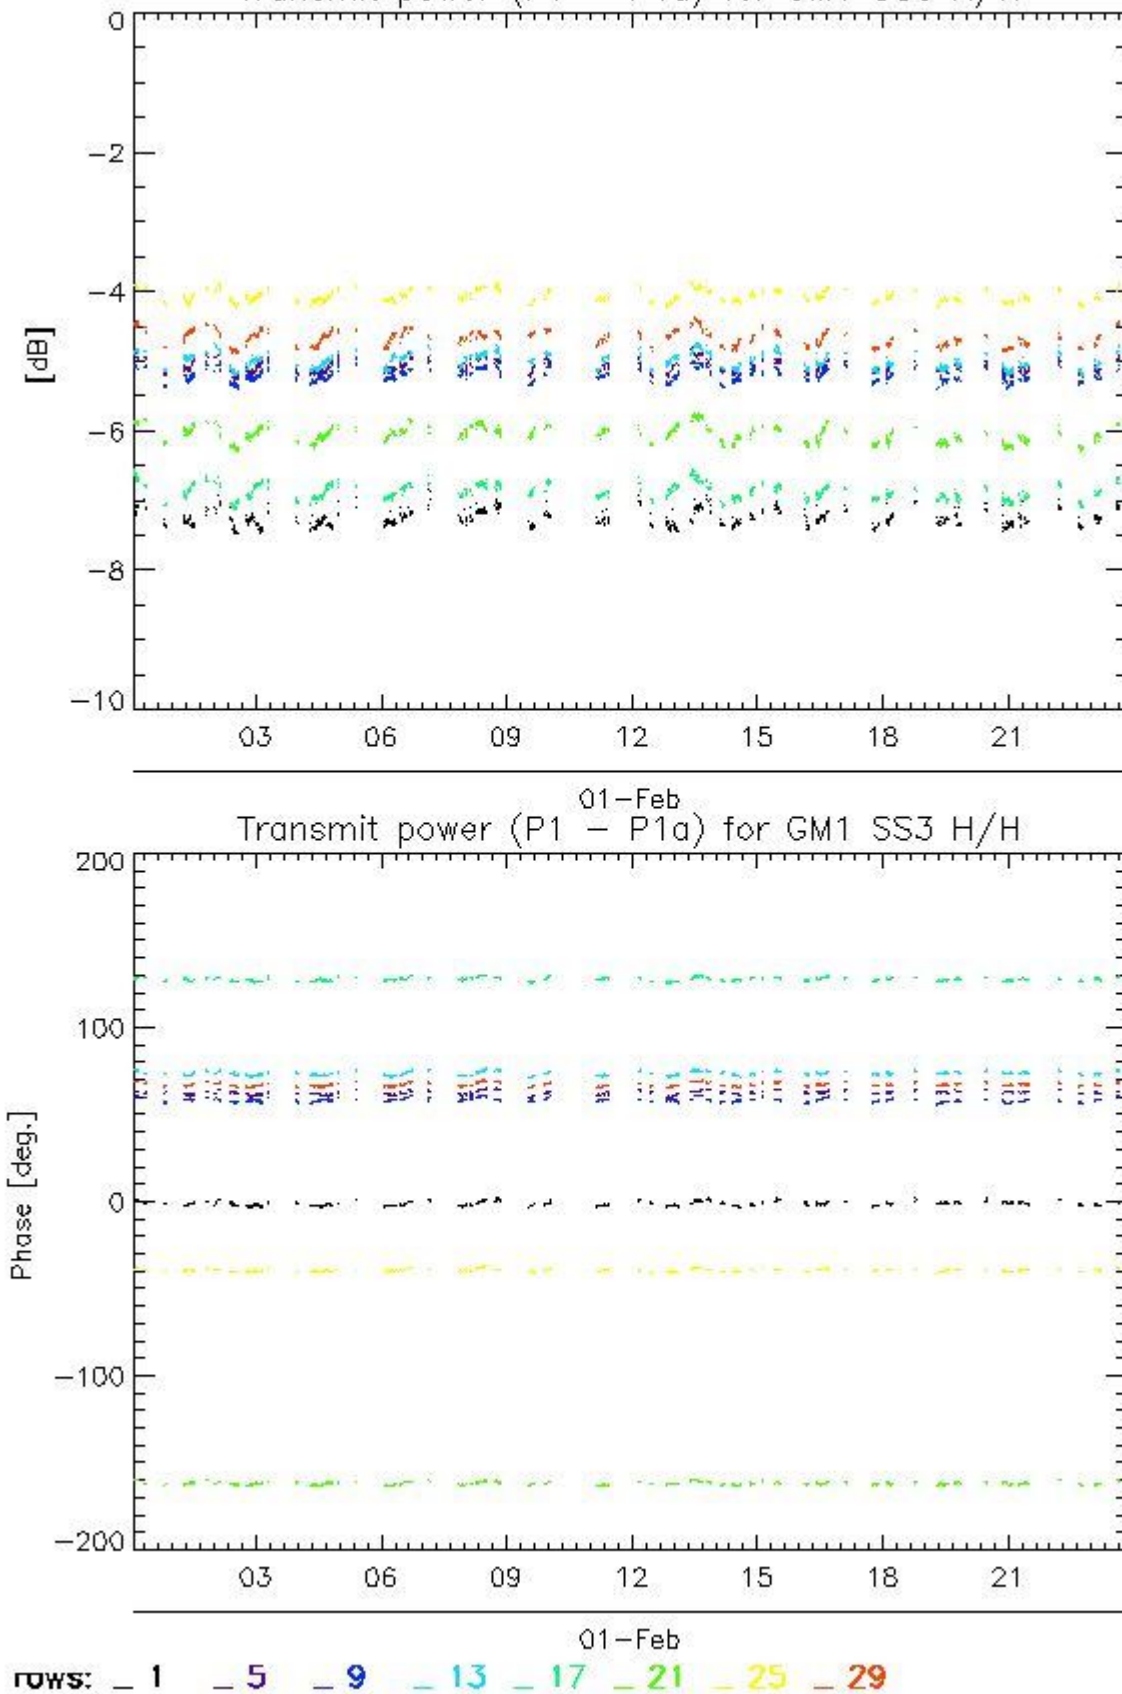 0
−2
−4
−6
−8
−10
[dB]
03 06 09 12 15 18 21
01−Feb
Transmit power (P1 − P1a) for GM1 SS3 H/H
200
100
0
−100
−200
Phase [deg.]
03 06 09 12 15 18 21
01−Feb
rows: _ 1 _ 5 _ 9 _ 13 _ 17 _ 21 _ 25 _ 29